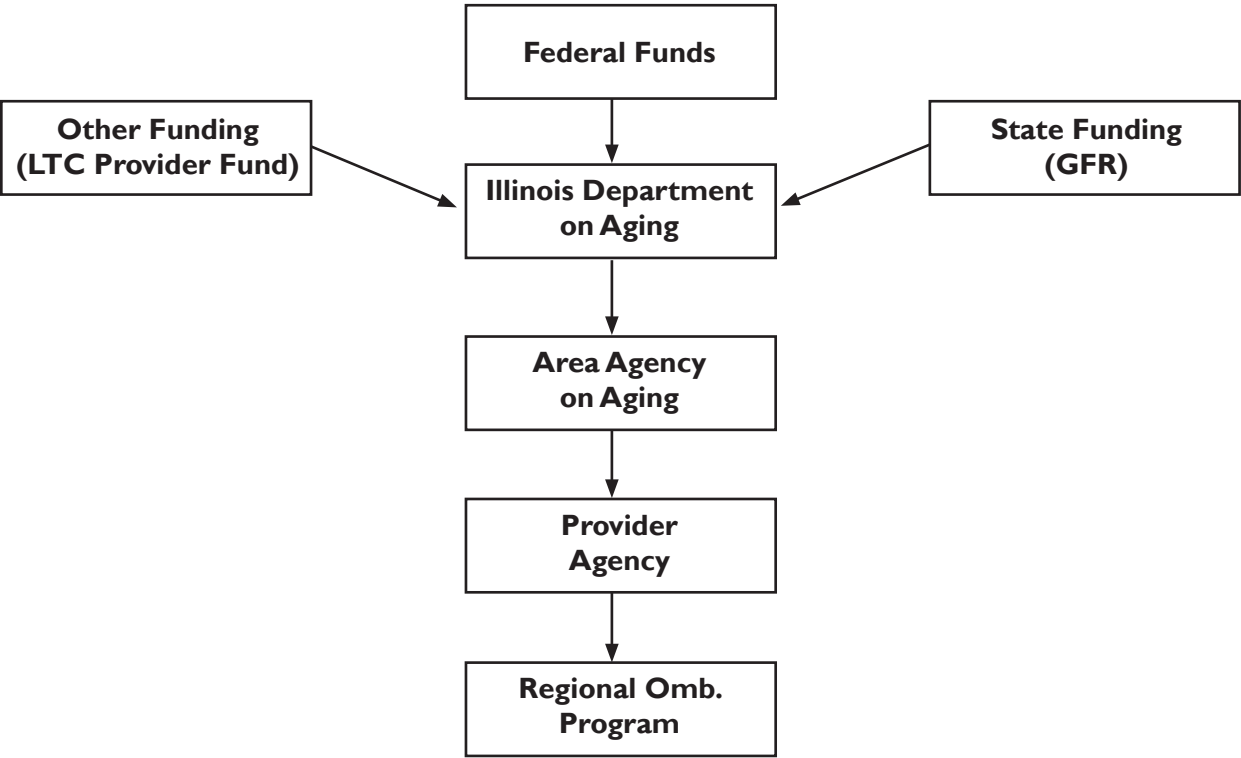 Federal Funds
Other Funding
(LTC Provider Fund)
State Funding
(GFR)
Illinois Department
on Aging
Area Agency
on Aging
Provider
Agency
Regional Omb.
Program